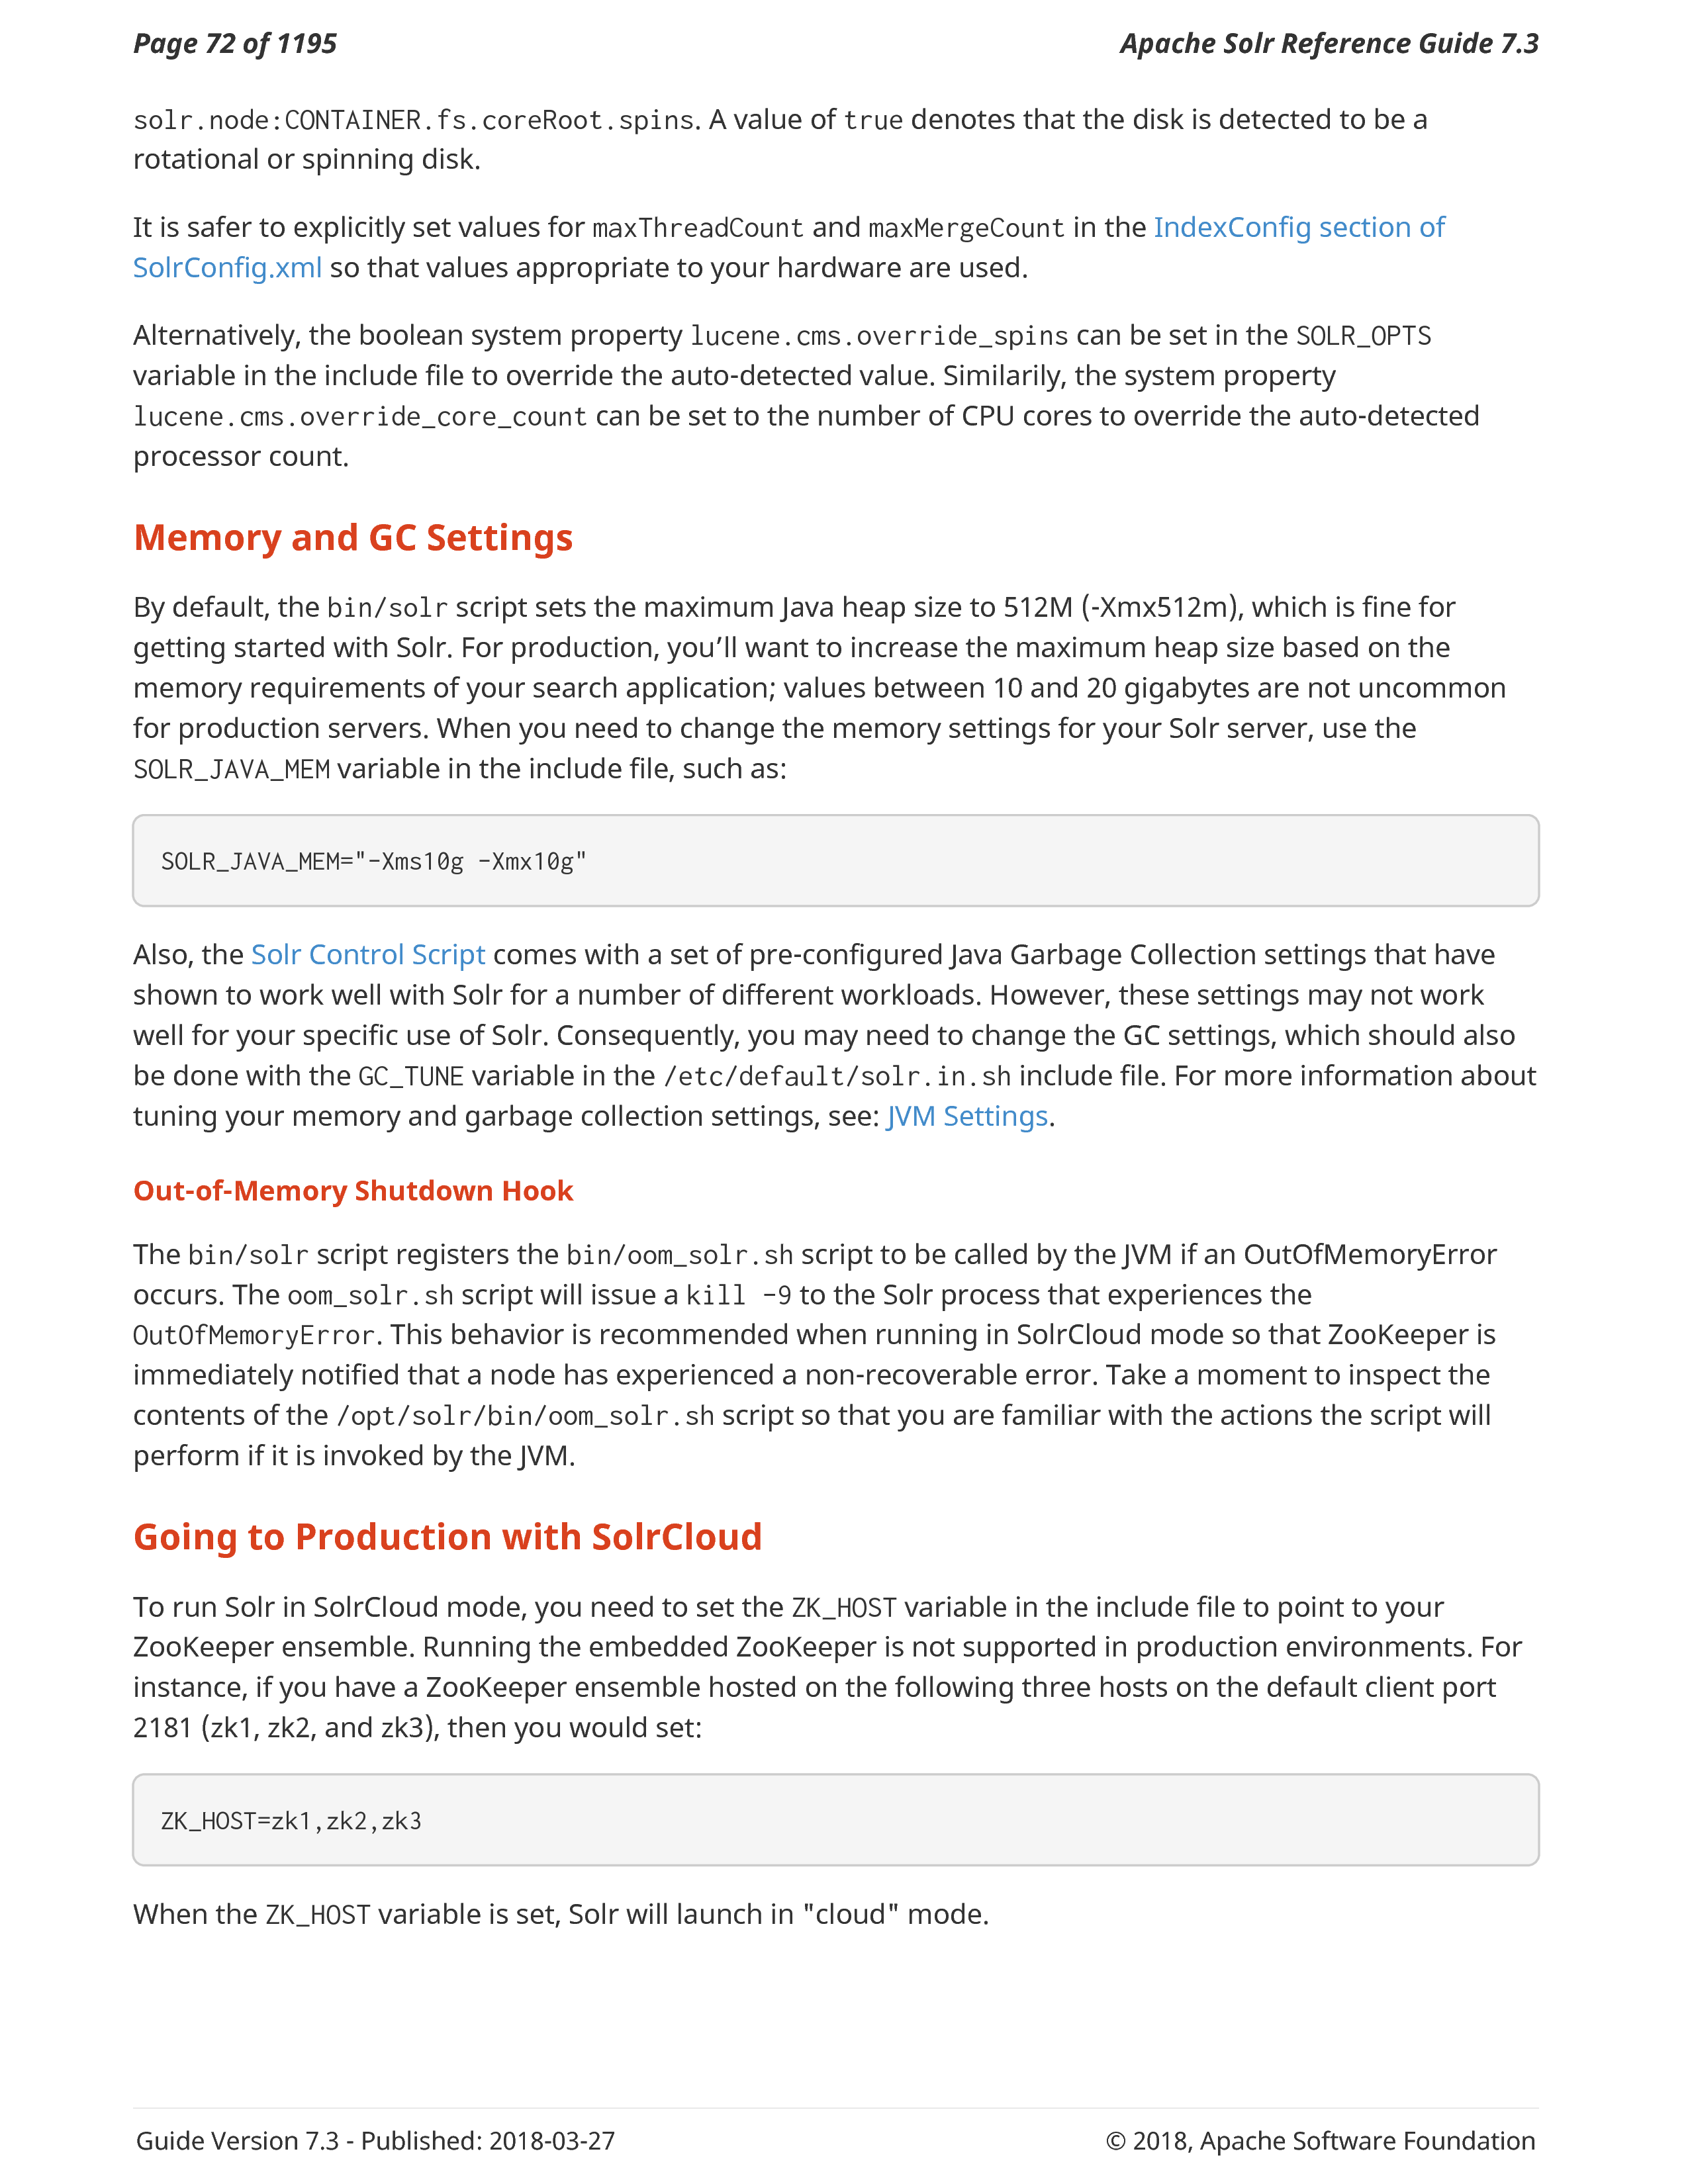 Page 72 of 1195
Apache Solr Reference Guide 7.3
solr.node:CONTAINER.fs.coreRoot.spins. A value of true denotes that the disk is detected to be a
rotational or spinning disk.
It is safer to explicitly set values for maxThreadCount and maxMergeCount in the IndexConfig section of
SolrConfig.xml so that values appropriate to your hardware are used.
Alternatively, the boolean system property lucene.cms.override_spins can be set in the SOLR_OPTS
variable in the include file to override the auto-detected value. Similarily, the system property
lucene.cms.override_core_count can be set to the number of CPU cores to override the auto-detected
processor count.
Memory and GC Settings
By default, the bin/solr script sets the maximum Java heap size to 512M (-Xmx512m), which is fine for
getting started with Solr. For production, you’ll want to increase the maximum heap size based on the
memory requirements of your search application; values between 10 and 20 gigabytes are not uncommon
for production servers. When you need to change the memory settings for your Solr server, use the
SOLR_JAVA_MEM variable in the include file, such as:
SOLR_JAVA_MEM="-Xms10g -Xmx10g"
Also, the Solr Control Script comes with a set of pre-configured Java Garbage Collection settings that have
shown to work well with Solr for a number of different workloads. However, these settings may not work
well for your specific use of Solr. Consequently, you may need to change the GC settings, which should also
be done with the GC_TUNE variable in the /etc/default/solr.in.sh include file. For more information about
tuning your memory and garbage collection settings, see: JVM Settings.
Out-of-Memory Shutdown Hook
The bin/solr script registers the bin/oom_solr.sh script to be called by the JVM if an OutOfMemoryError
occurs. The oom_solr.sh script will issue a kill -9 to the Solr process that experiences the
OutOfMemoryError. This behavior is recommended when running in SolrCloud mode so that ZooKeeper is
immediately notified that a node has experienced a non-recoverable error. Take a moment to inspect the
contents of the /opt/solr/bin/oom_solr.sh script so that you are familiar with the actions the script will
perform if it is invoked by the JVM.
Going to Production with SolrCloud
To run Solr in SolrCloud mode, you need to set the ZK_HOST variable in the include file to point to your
ZooKeeper ensemble. Running the embedded ZooKeeper is not supported in production environments. For
instance, if you have a ZooKeeper ensemble hosted on the following three hosts on the default client port
2181 (zk1, zk2, and zk3), then you would set:
ZK_HOST=zk1,zk2,zk3
When the ZK_HOST variable is set, Solr will launch in "cloud" mode.
Guide Version 7.3 - Published: 2018-03-27
© 2018, Apache Software Foundation